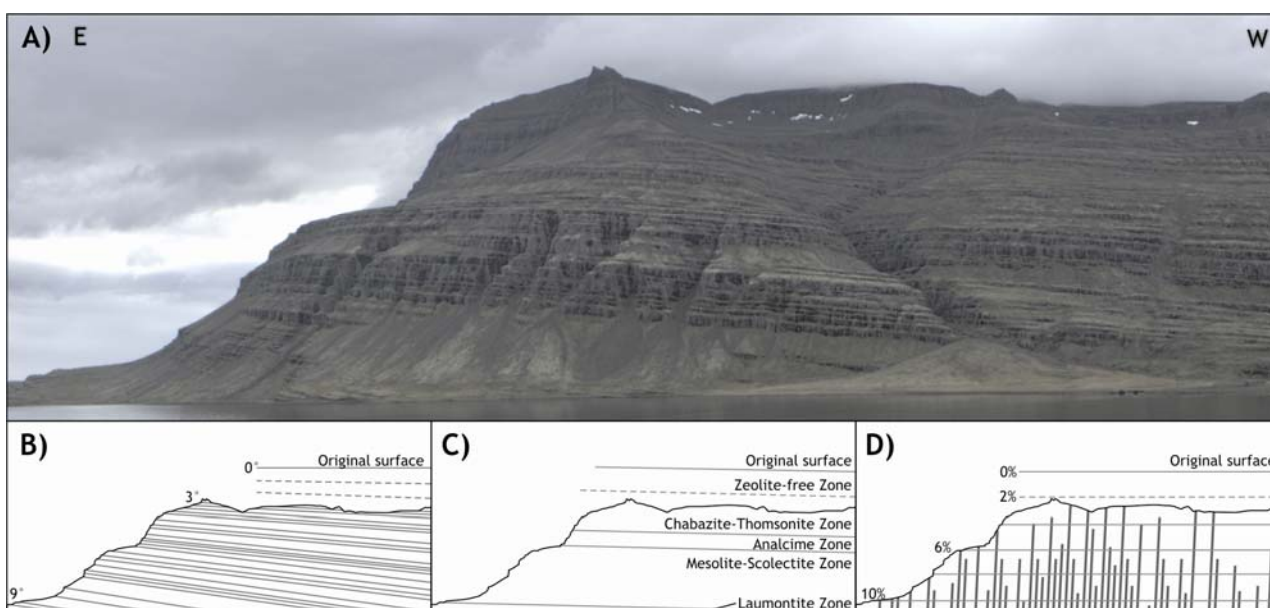 A) E
W
B)
Original surface
0°
3°
9°
C)
Original surface
Zeolite-free Zone
Chabazite-Thomsonite Zone
Analcime Zone
Mesolite-Scolectite Zone
Laumontite Zone
D)
Original surface
0%
2%
6%
10%